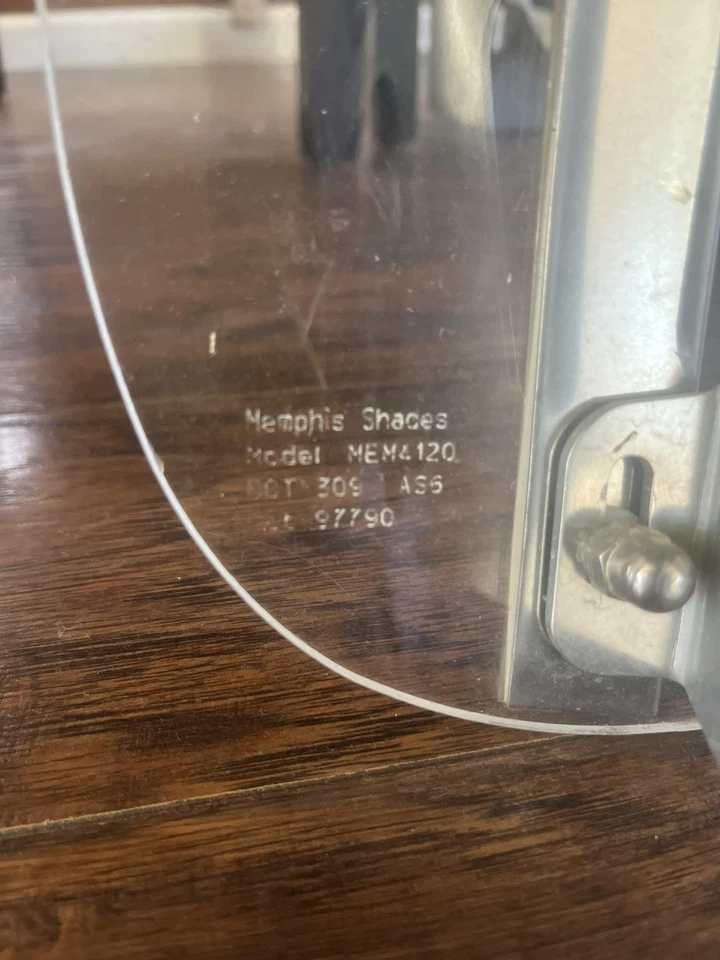 Memphis Shades
Model MEM4120
DOT 309 AS6
97790